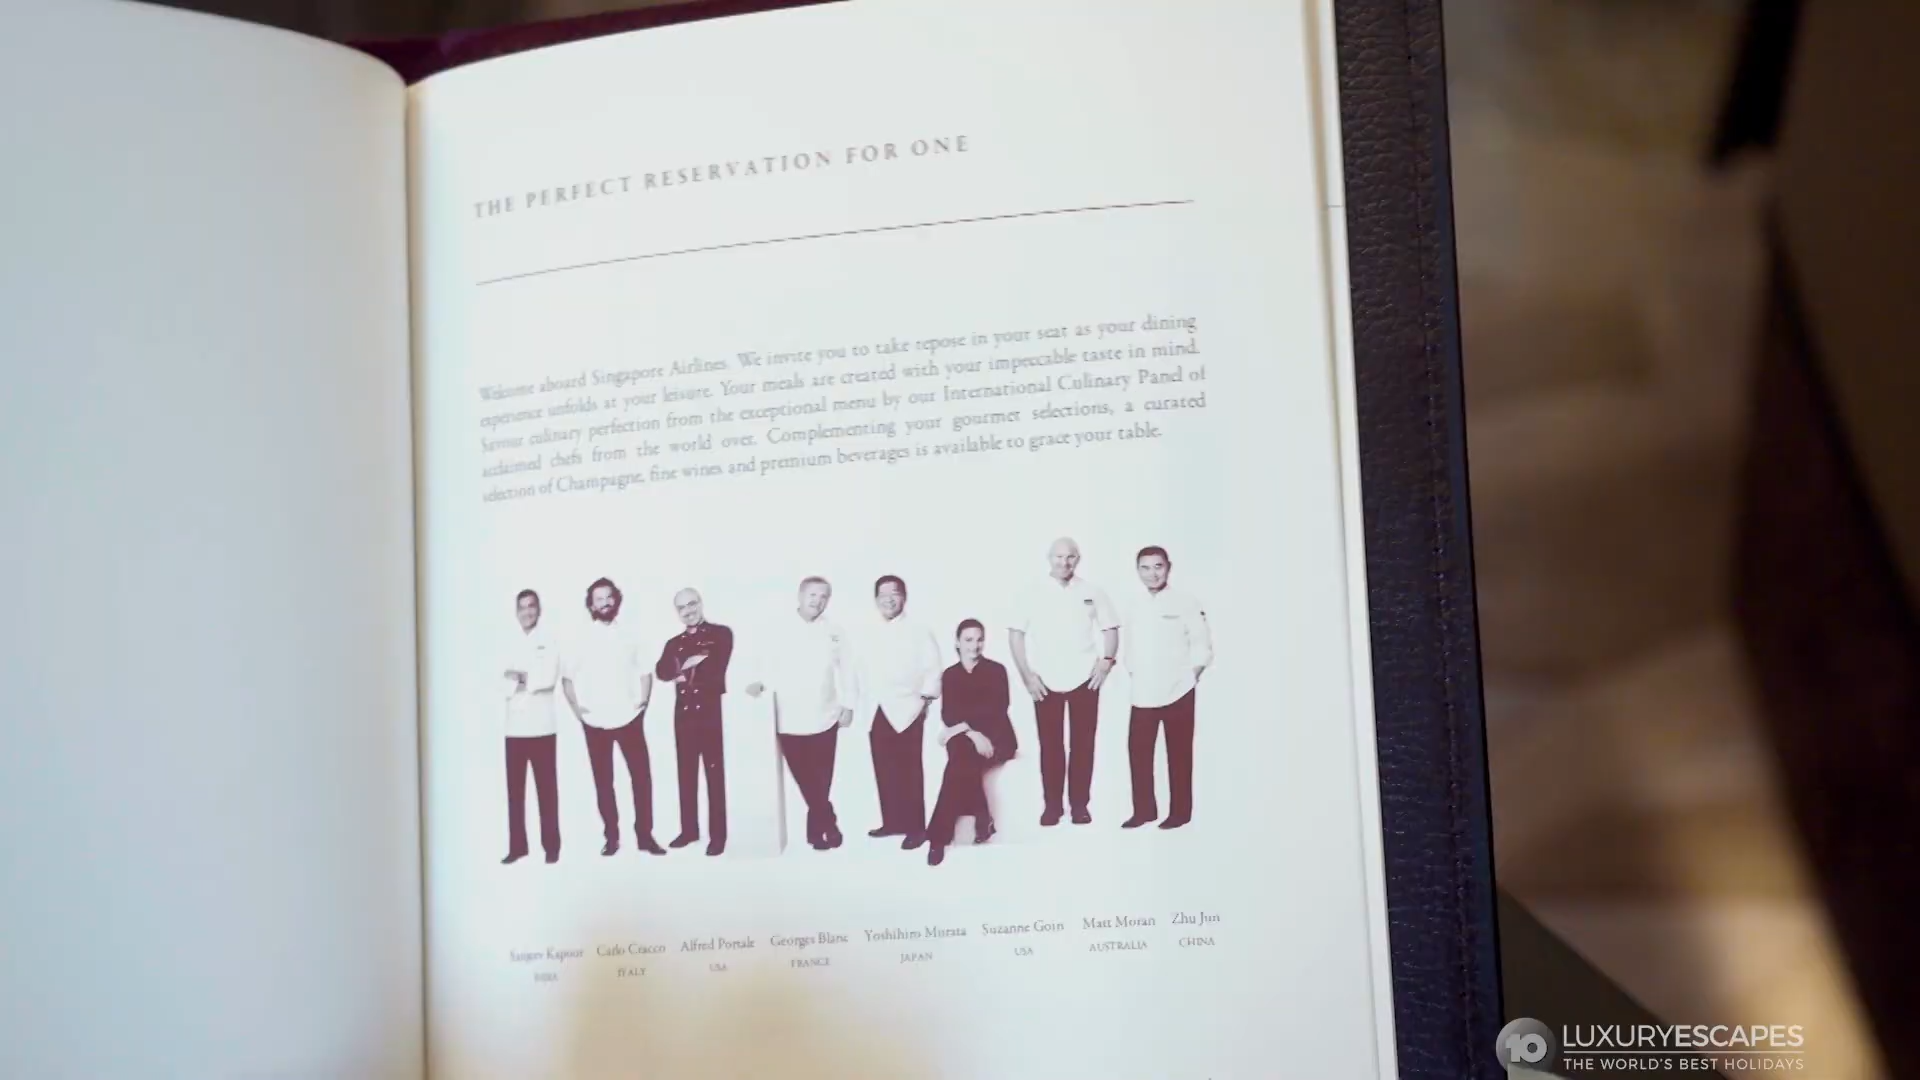 THE PERFECT RESERVATION FOR ONE
Welcome aboard Singapore Airlines. We invite you to take repose in your seat as your dining
experience unfolds at your leisure. Your meals are created with your impeccable taste in mind.
Savour culinary perfection from the exceptional menu by our International Culinary Panel of
acclaimed chefs from the world over. Complementing your gourmet selections, a curated
selection of Champagne, fine wines and premium beverages is available to grace your table.
Sanjeev Kapoor Carlo Cracco Alfred Portale Georges Blanc Yoshihiro Murata Suzanne Goin Matt Moran Zhu Jun
INDIA ITALY USA FRANCE JAPAN USA AUSTRALIA CHINA
10 LUXURYESCAPES
THE WORLD'S BEST HOLIDAYS